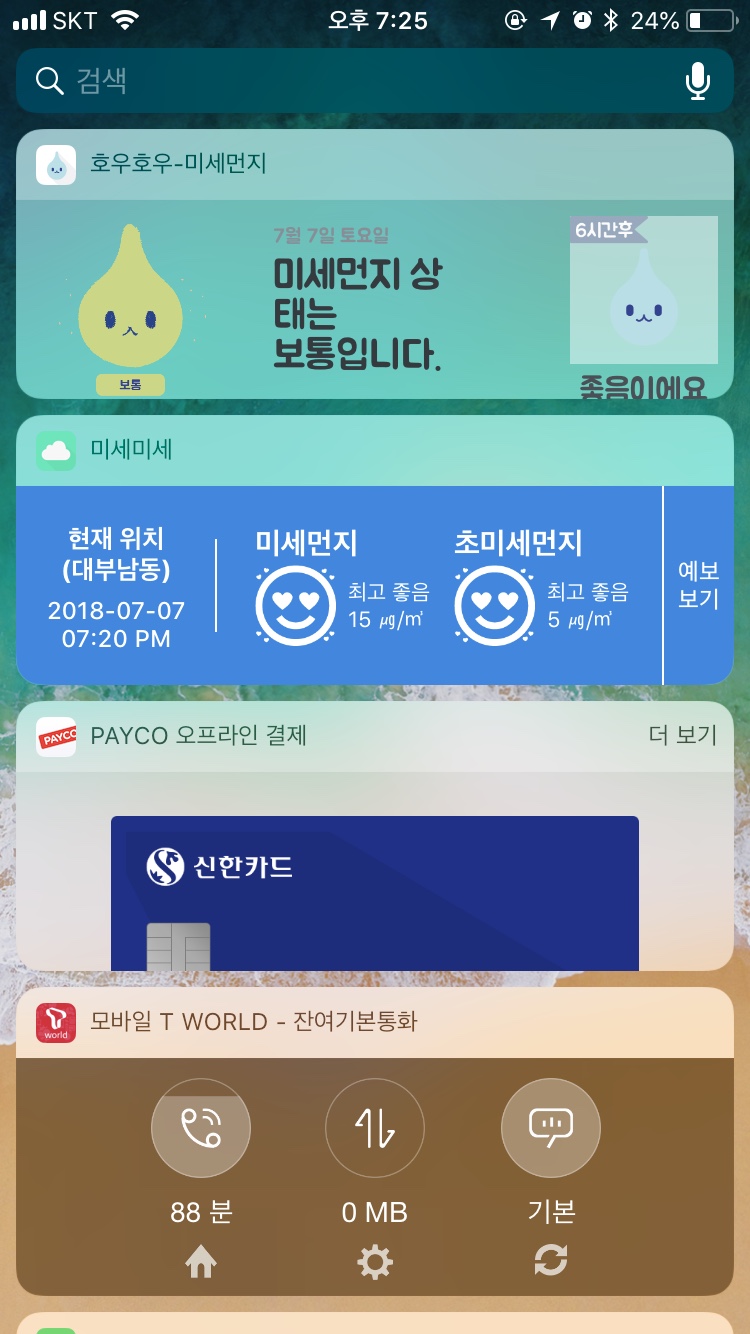 SKT 오후 7:25 24%
검색
호우호우-미세먼지
7월 7일 토요일
미세먼지 상
태는
보통입니다.
보통
6시간후
좋음이에요
미세미세
현재 위치
(대부남동)
2018-07-07
07:20 PM
미세먼지
최고 좋음
15 ㎍/㎥
초미세먼지
최고 좋음
5 ㎍/㎥
예보
보기
PAYCO
PAYCO 오프라인 결제
더 보기
신한카드
T world
모바일 T WORLD - 잔여기본통화
88 분
0 MB
기본